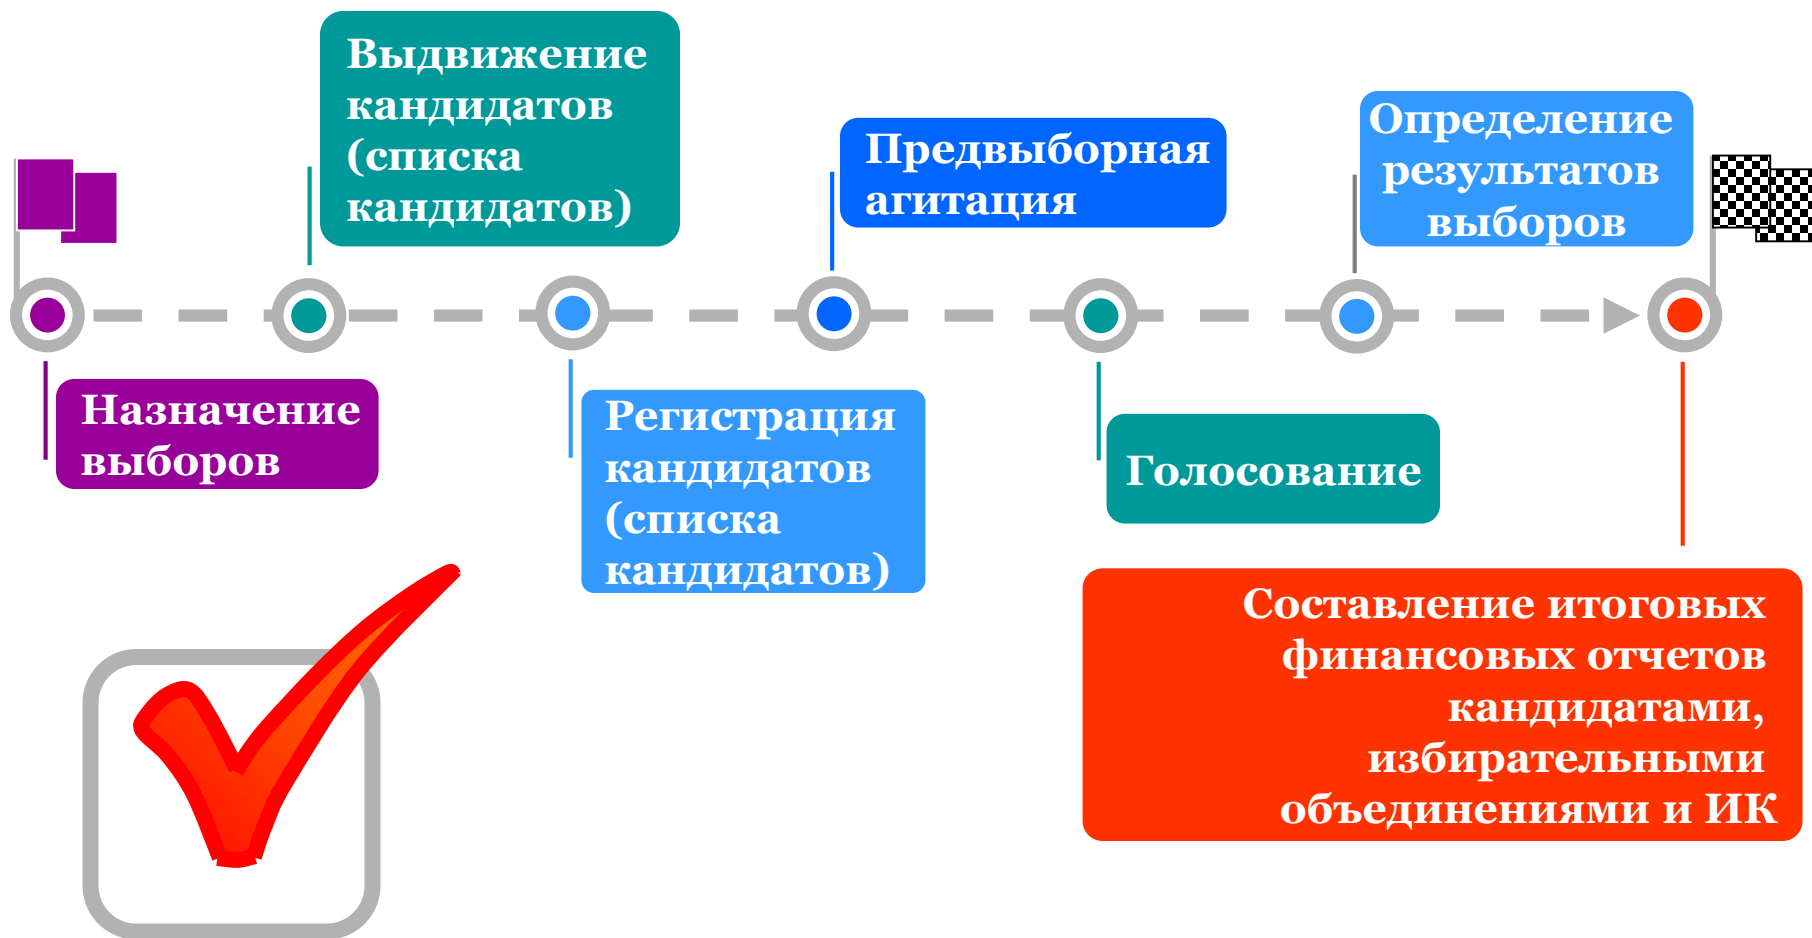 Назначение
выборов
Выдвижение
кандидатов
(списка
кандидатов)
Регистрация
кандидатов
(списка
кандидатов)
Предвыборная
агитация
Голосование
Определение
результатов
выборов
Составление итоговых
финансовых отчетов
кандидатами,
избирательными
объединениями и ИК